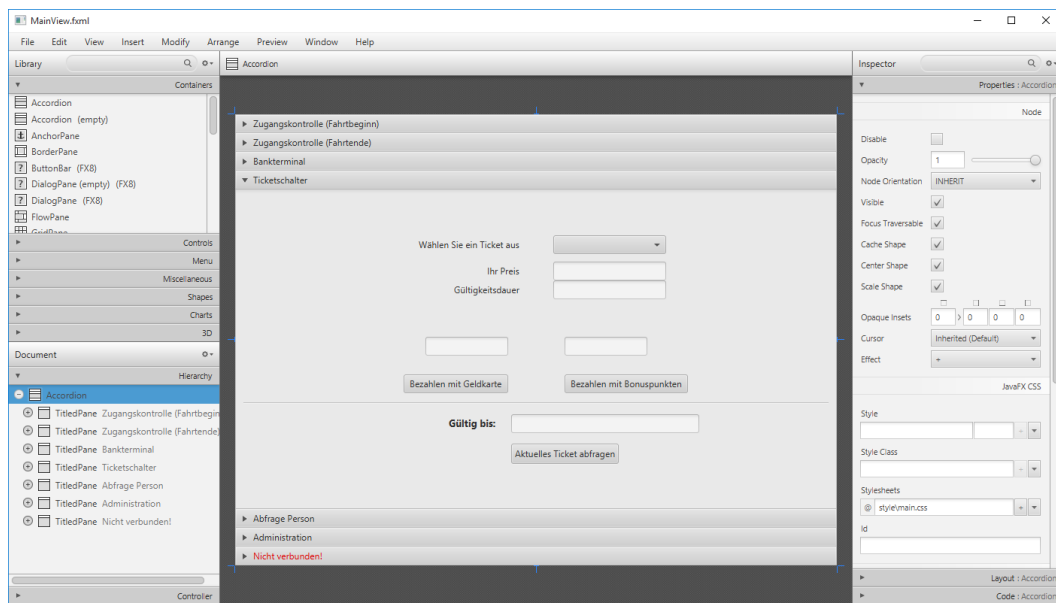 MainView.fxml
File Edit View Insert Modify Arrange Preview Window Help
Library
Containers
Accordion
Accordion (empty)
AnchorPane
BorderPane
ButtonBar (FX8)
DialogPane (empty) (FX8)
DialogPane (FX8)
FlowPane
GridPane
Controls
Menu
Miscellaneous
Shapes
Charts
3D
Document
Hierarchy
Accordion
TitledPane Zugangskontrolle (Fahrtbeginn
TitledPane Zugangskontrolle (Fahrtende)
TitledPane Bankterminal
TitledPane Ticketschalter
TitledPane Abfrage Person
TitledPane Administration
TitledPane Nicht verbunden!
Controller
Accordion
Zugangskontrolle (Fahrtbeginn)
Zugangskontrolle (Fahrtende)
Bankterminal
Ticketschalter
Wählen Sie ein Ticket aus
Ihr Preis
Gültigkeitsdauer
Bezahlen mit Geldkarte Bezahlen mit Bonuspunkten
Gültig bis:
Aktuelles Ticket abfragen
Abfrage Person
Administration
Nicht verbunden!
Inspector
Properties : Accordion
Node
Disable
Opacity 1
Node Orientation INHERIT
Visible
Focus Traversable
Cache Shape
Center Shape
Scale Shape
Opaque Insets 0 0 0 0
Cursor Inherited (Default)
Effect +
JavaFX CSS
Style
Style Class
Stylesheets
@ style\main.css
Id
Layout : Accordion
Code : Accordion